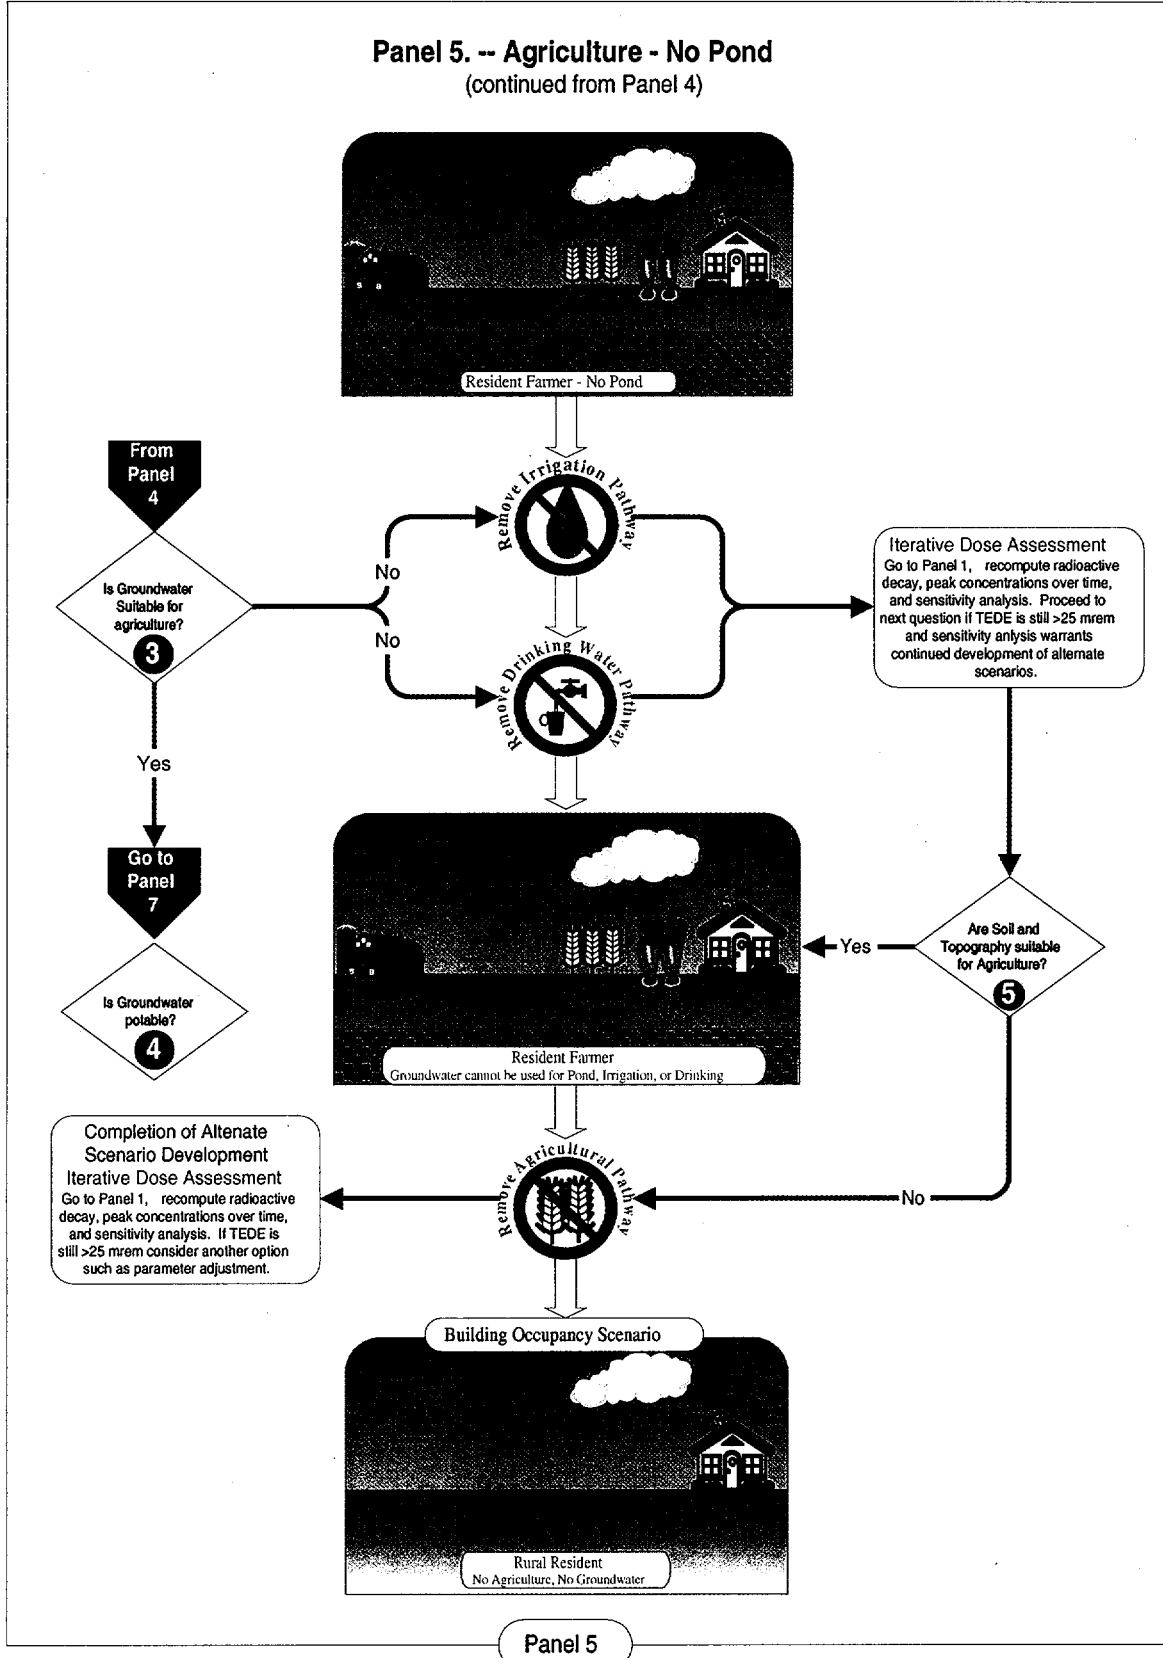 Panel 5. -- Agriculture - No Pond
(continued from Panel 4)
Resident Farmer - No Pond
From
Panel
4
Remove Irrigation Pathway
Is Groundwater
Suitable for
agriculture?
3
No
No
Remove Drinking Water Pathway
Iterative Dose Assessment
Go to Panel 1, recompute radioactive
decay, peak concentrations over time,
and sensitivity analysis. Proceed to
next question if TEDE is still >25 mrem
and sensitivity anlysis warrants
continued development of alternate
scenarios.
Yes
Go to
Panel
7
Is Groundwater
potable?
4
Are Soil and
Topography suitable
for Agriculture?
5
Yes
Resident Farmer
Groundwater cannot be used for Pond, Irrigation, or Drinking
No
Remove Agricultural Pathway
Completion of Altenate
Scenario Development
Iterative Dose Assessment
Go to Panel 1, recompute radioactive
decay, peak concentrations over time,
and sensitivity analysis. If TEDE is
still >25 mrem consider another option
such as parameter adjustment.
Building Occupancy Scenario
Rural Resident
No Agriculture, No Groundwater
Panel 5